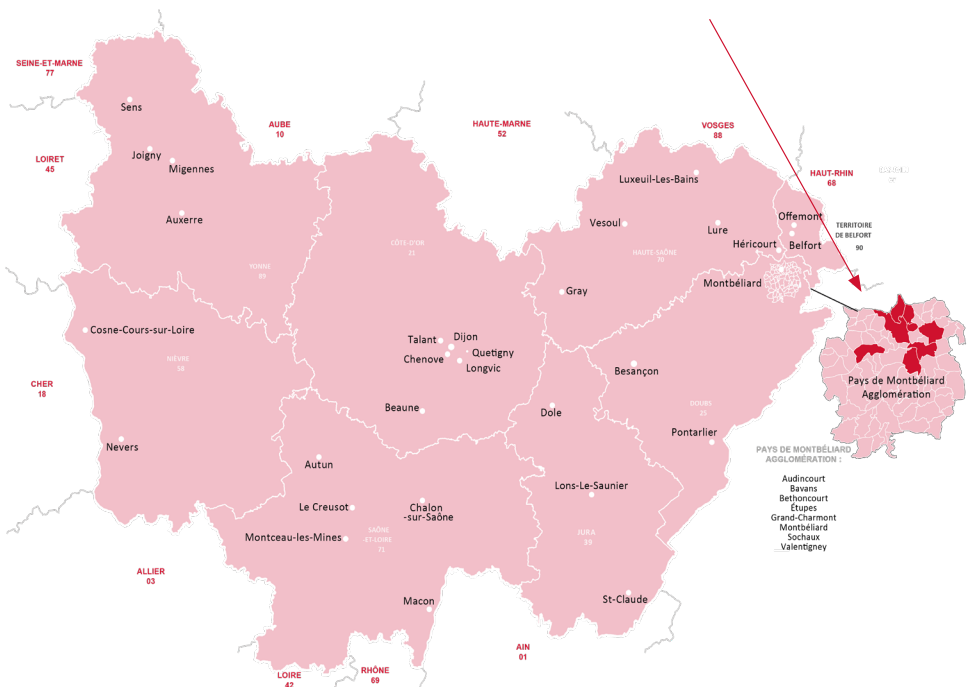 SEINE-ET-MARNE
77
AUBE
10
HAUTE-MARNE
52
VOSGES
88
LOIRET
45
HAUT-RHIN
68
Sens
Joigny
Migennes
Auxerre
YONNE
89
CÔTE-D'OR
21
Luxeuil-Les-Bains
Vesoul
Lure
HAUTE-SAÔNE
70
Héricourt
Offemont
Belfort
TERRITOIRE
DE BELFORT
90
Montbéliard
Gray
Cosne-Cours-sur-Loire
NIÈVRE
58
Talant
Dijon
Chenove
Quetigny
Longvic
Besançon
Pays de Montbéliard
Agglomération
CHER
18
Beaune
Dole
DOUBS
25
Nevers
Pontarlier
Autun
PAYS DE MONTBÉLIARD
AGGLOMÉRATION :
Audincourt
Bavans
Bethoncourt
Étupes
Grand-Charmont
Montbéliard
Sochaux
Valentigney
Lons-Le-Saunier
Le Creusot
Chalon
-sur-Saône
Montceau-les-Mines
SAÔNE
-ET-LOIRE
71
JURA
39
ALLIER
03
Macon
St-Claude
AIN
01
LOIRE
42
RHÔNE
69